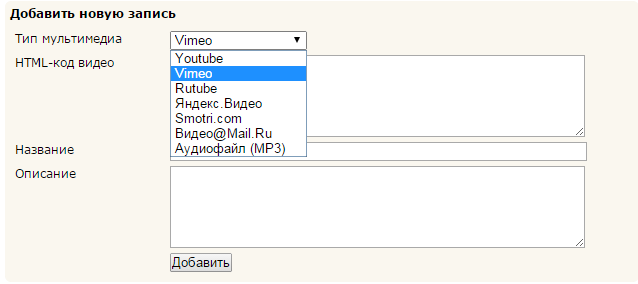 Добавить новую запись
Тип мультимедиа
Vimeo
HTML-код видео
Youtube
Vimeo
Rutube
Яндекс.Видео
Smotri.com
Видео@Mail.Ru
Аудиофайл (MP3)
Название
Описание
Добавить